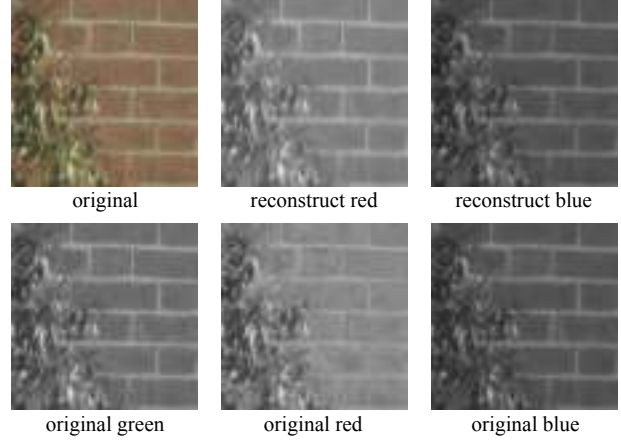 original
reconstruct red
reconstruct blue
original green
original red
original blue